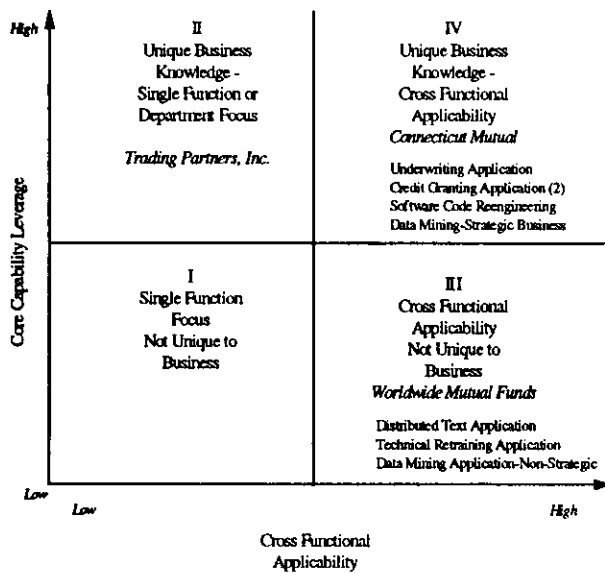 High
II
Unique Business
Knowledge -
Single Function or
Department Focus
Trading Partners, Inc.
IV
Unique Business
Knowledge -
Cross Functional
Applicability
Connecticut Mutual
Underwriting Application
Credit Granting Application (2)
Software Code Reengineering
Data Mining-Strategic Business
Core Capability Leverage
I
Single Function
Focus
Not Unique to
Business
III
Cross Functional
Applicability
Not Unique to
Business
Worldwide Mutual Funds
Distributed Text Application
Technical Retraining Application
Data Mining Application-Non-Strategic
Low
Low
High
Cross Functional
Applicability